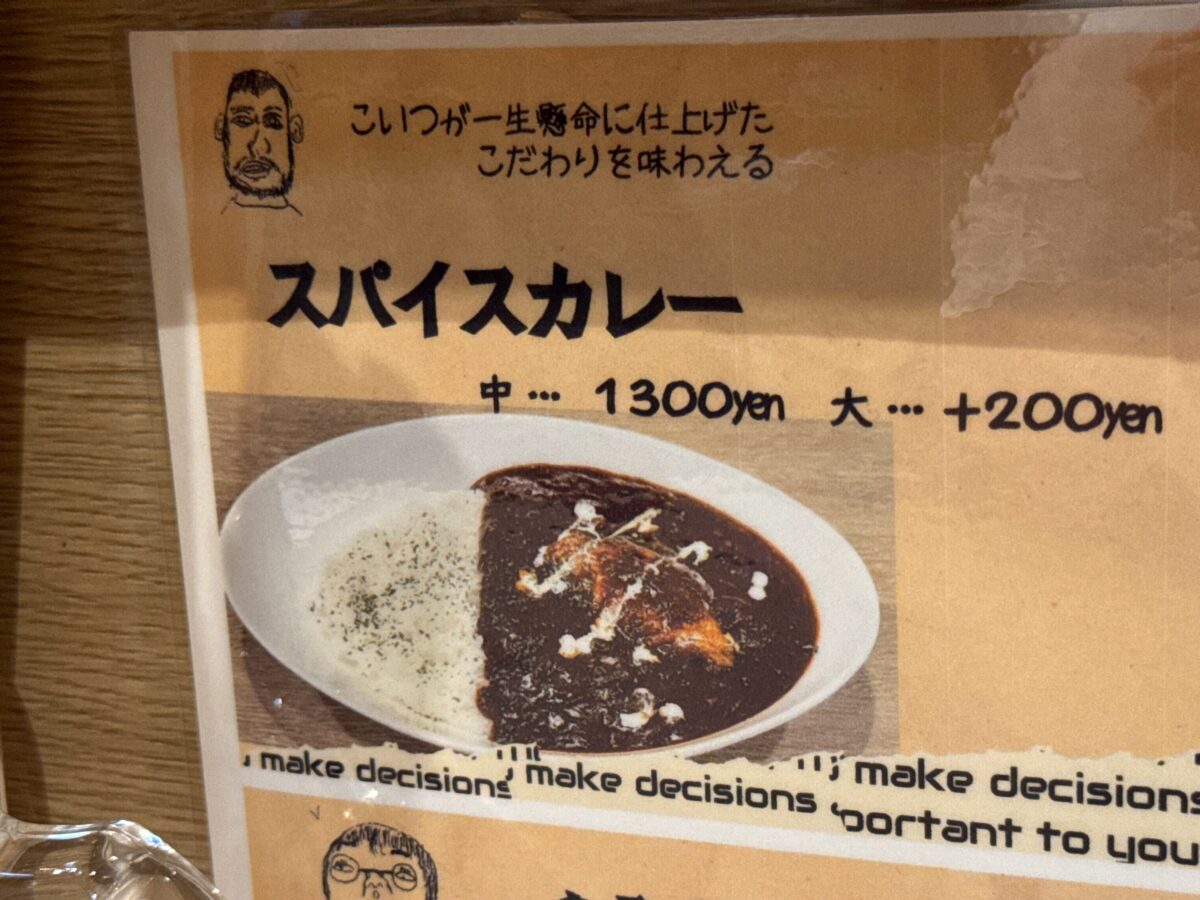 こいつが一生懸命に仕上げた
こだわりを味わえる
スパイスカレー
中… 1300yen 大… +200yen
make decisions make decisions make decisions
portant to you